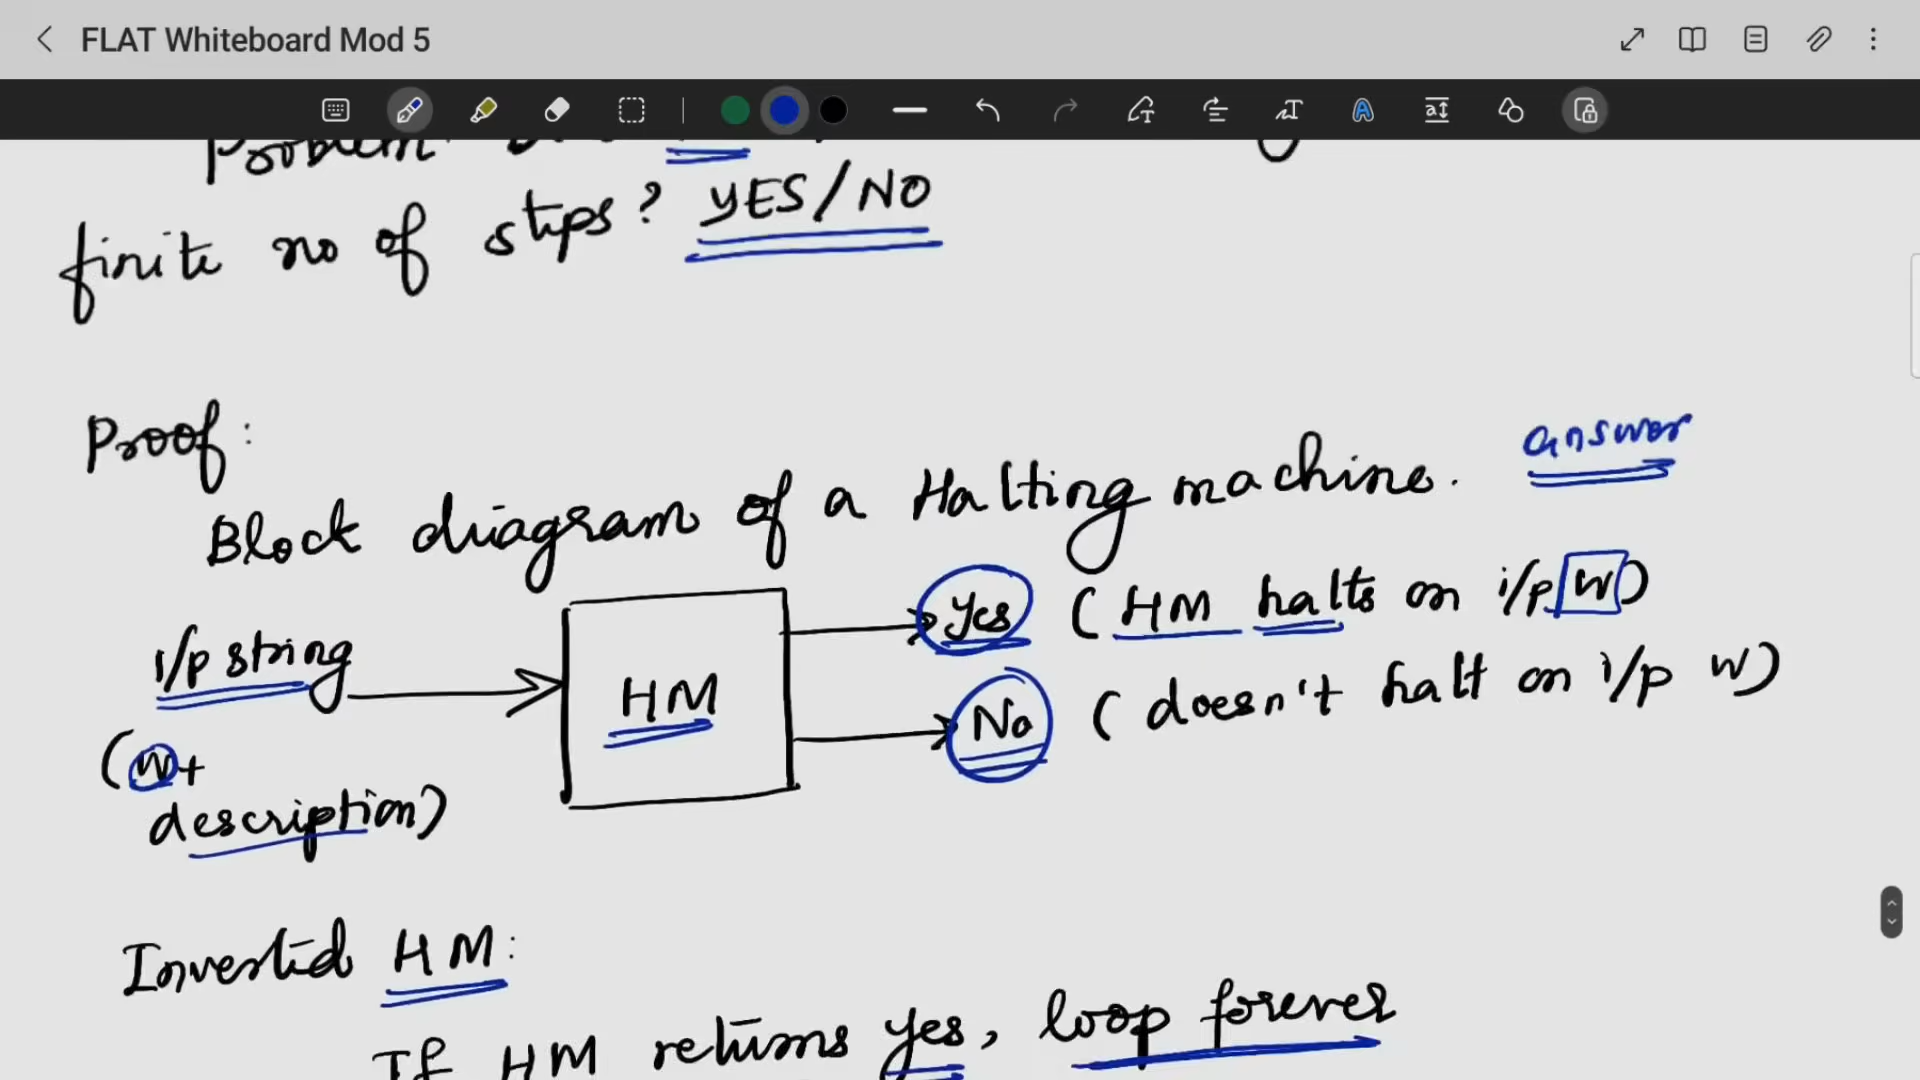 FLAT Whiteboard Mod 5
problem
finite no of steps? YES/NO
Proof:
answer
Block diagram of a Halting machine.
Yes (HM halts on i/p W)
i/p string
HM
No (doesn't halt on i/p W)
(W+
description)
Inverted HM:
If HM returns yes, loop forever